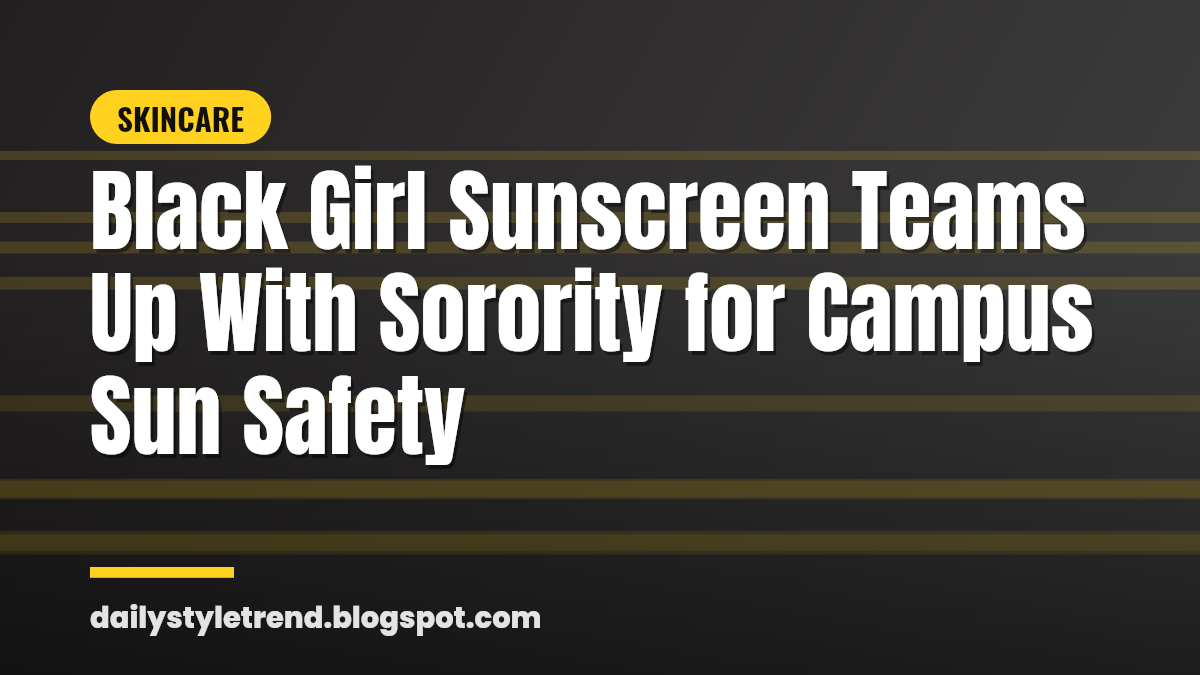 SKINCARE
Black Girl Sunscreen Teams
Up With Sorority for Campus
Sun Safety
dailystyletrend.blogspot.com